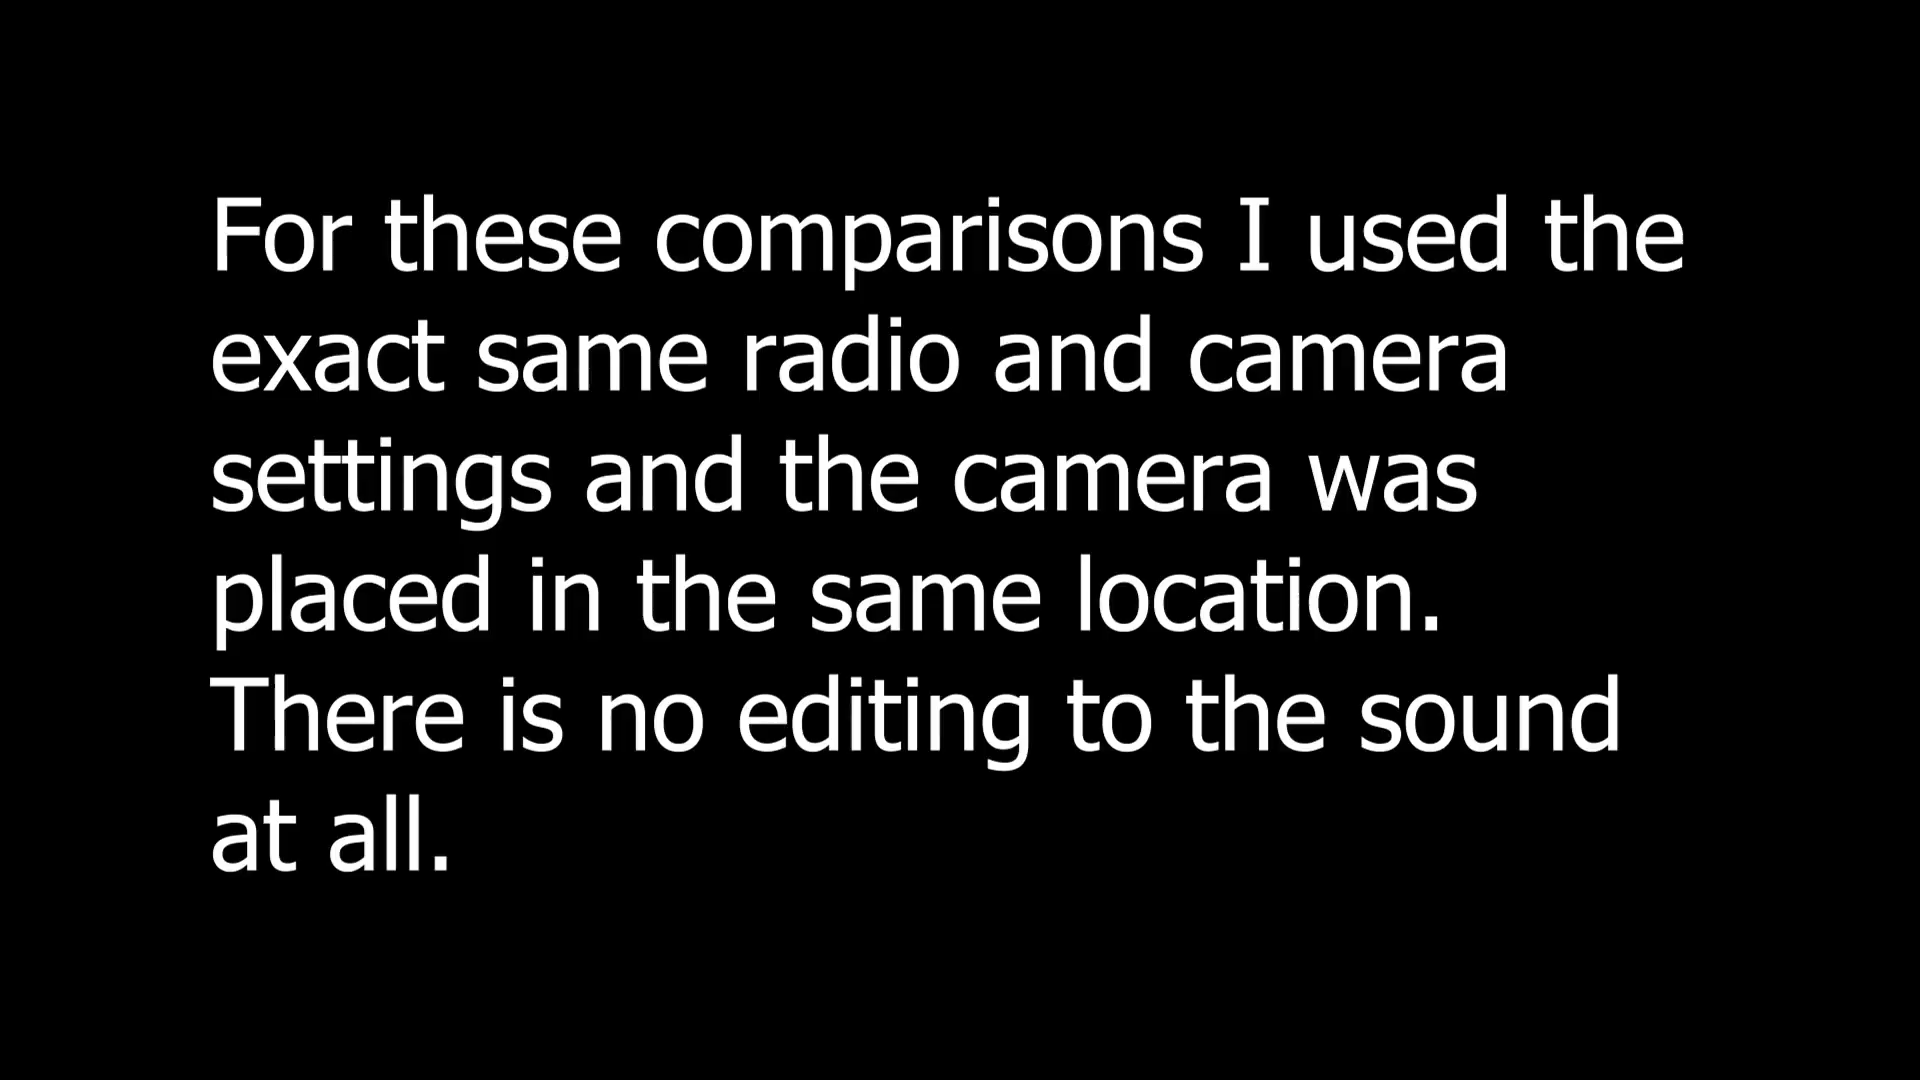 For these comparisons I used the
exact same radio and camera
settings and the camera was
placed in the same location.
There is no editing to the sound
at all.